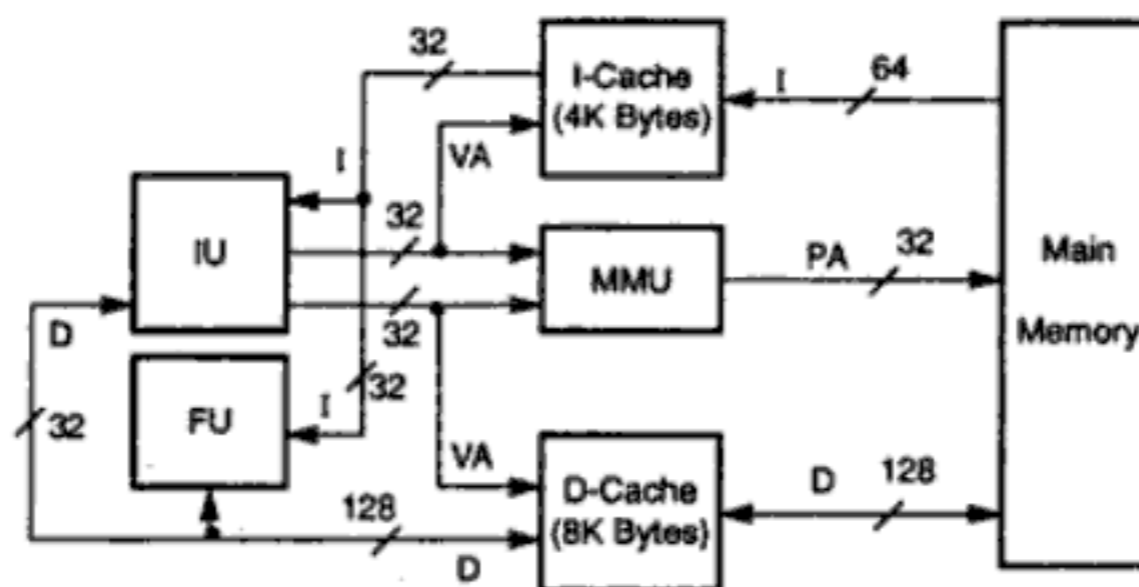 32
I-Cache
(4K Bytes)
I
64
VA
I
IU
32
MMU
PA
32
Main
Memory
32
D
32
FU
I
32
VA
D-Cache
(8K Bytes)
D
128
128
D